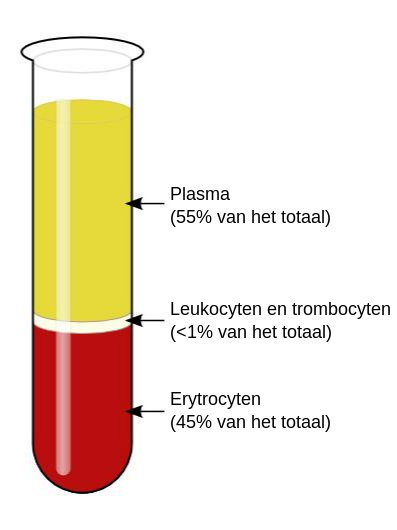 Plasma
(55% van het totaal)
Leukocyten en trombocyten
(<1% van het totaal)
Erytrocyten
(45% van het totaal)